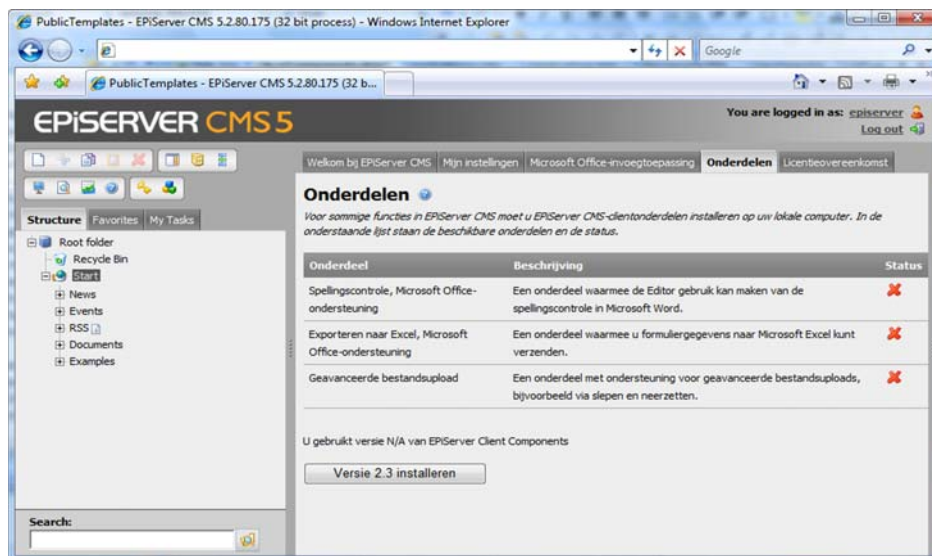 PublicTemplates - EPiServer CMS 5.2.80.175 (32 bit process) - Windows Internet Explorer
Google
PublicTemplates - EPiServer CMS 5.2.80.175 (32 b...
EPiSERVER CMS 5
You are logged in as: episerver
Log out
Welkom bij EPiServer CMS Mijn instellingen Microsoft Office-invoegtoepassing Onderdelen Licentieovereenkomst
Structure Favorites My Tasks
Root folder
Recycle Bin
Start
News
Events
RSS
Documents
Examples
Search:
Onderdelen
Voor sommige functies in EPiServer CMS moet u EPiServer CMS-clientonderdelen installeren op uw lokale computer. In de
onderstaande lijst staan de beschikbare onderdelen en de status.
Onderdeel Beschrijving Status
Spellingscontrole, Microsoft Office-
ondersteuning
Een onderdeel waarmee de Editor gebruik kan maken van de
spellingscontrole in Microsoft Word.
Exporteren naar Excel, Microsoft
Office-ondersteuning
Een onderdeel waarmee u formuliergegevens naar Microsoft Excel kunt
verzenden.
Geavanceerde bestandsupload
Een onderdeel met ondersteuning voor geavanceerde bestandsuploads,
bijvoorbeeld via slepen en neerzetten.
U gebruikt versie N/A van EPiServer Client Components
Versie 2.3 installeren